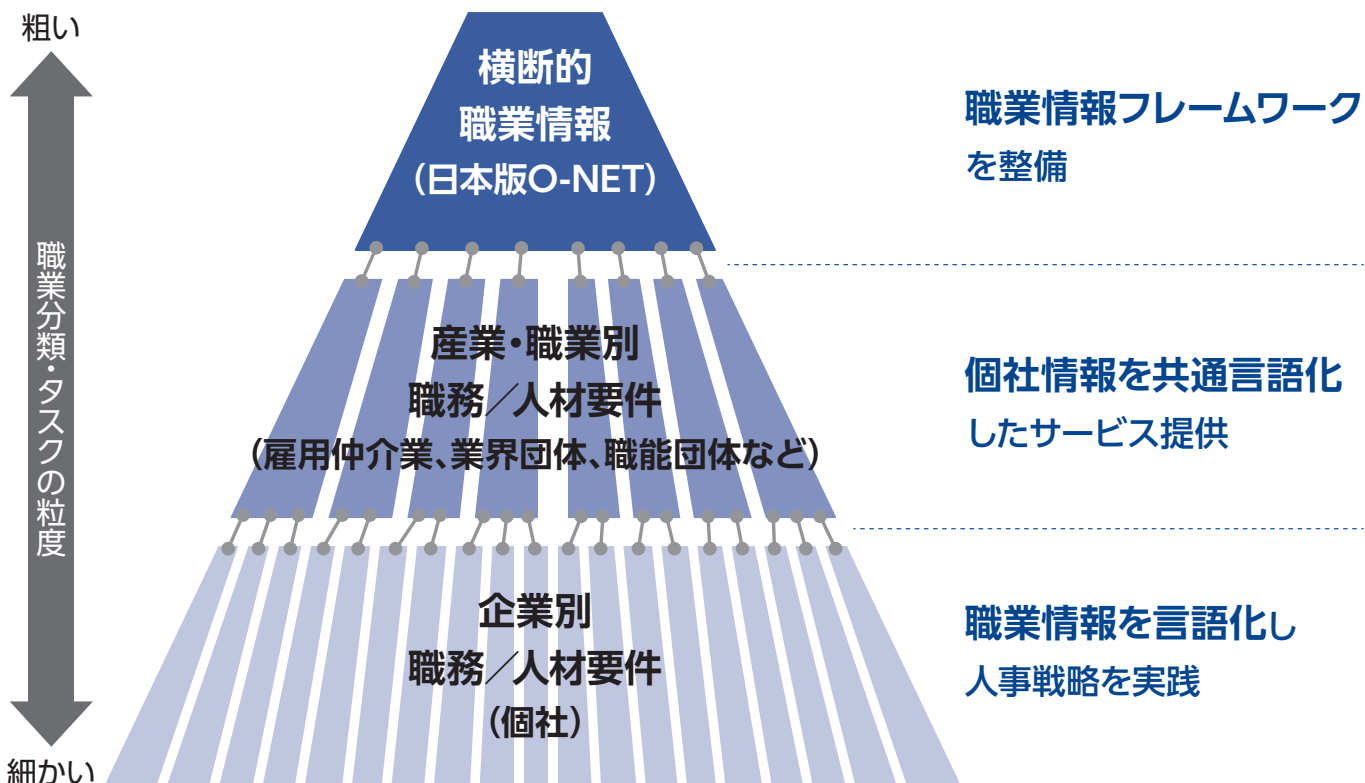 粗い
職業分類・タスクの粒度
細かい
横断的
職業情報
（日本版O-NET）
職業情報フレームワーク
を整備
産業・職業別
職務／人材要件
（雇用仲介業、業界団体、職能団体など）
個社情報を共通言語化
したサービス提供
企業別
職務／人材要件
（個社）
職業情報を言語化し
人事戦略を実践